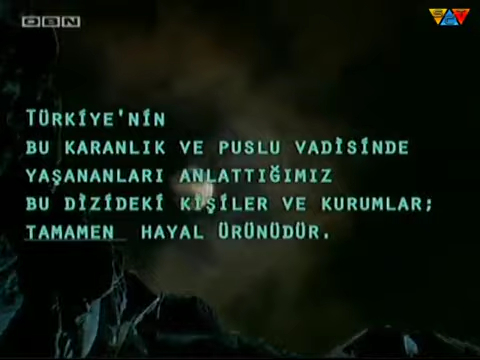 OBN
TÜRKİYE'NİN
BU KARANLIK VE PUSLU VADİSİNDE
YAŞANANLARI ANLATTIĞIMIZ
BU DİZİDEKİ KİŞİLER VE KURUMLAR;
TAMAMEN HAYAL ÜRÜNÜDÜR.